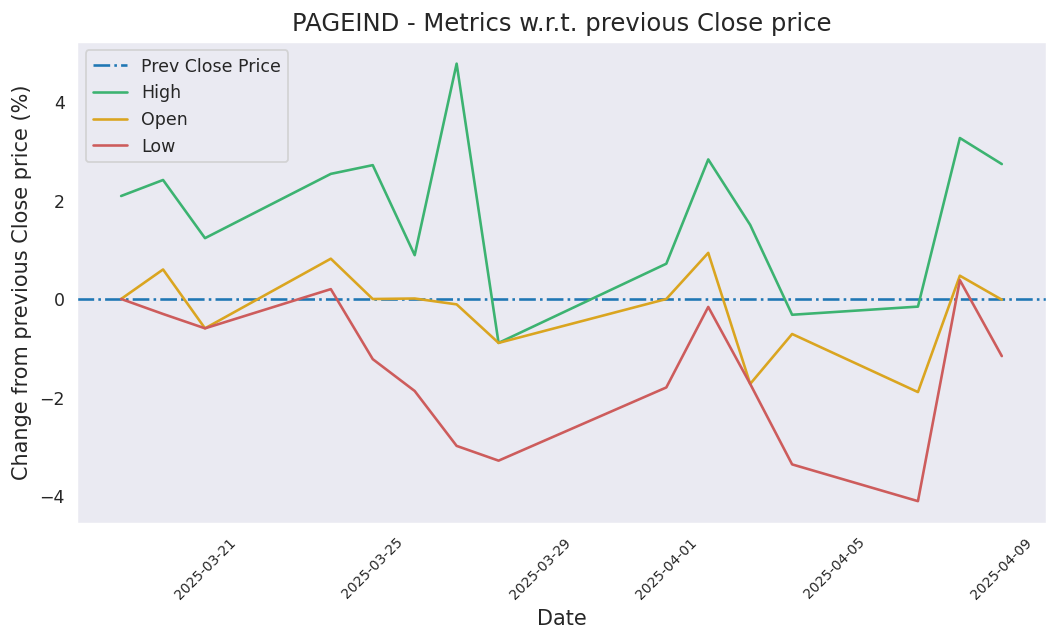 PAGEIND - Metrics w.r.t. previous Close price
Prev Close Price
High
Open
Low
Change from previous Close price (%)
4
2
0
−2
−4
2025-03-21
2025-03-25
2025-03-29
2025-04-01
2025-04-05
2025-04-09
Date